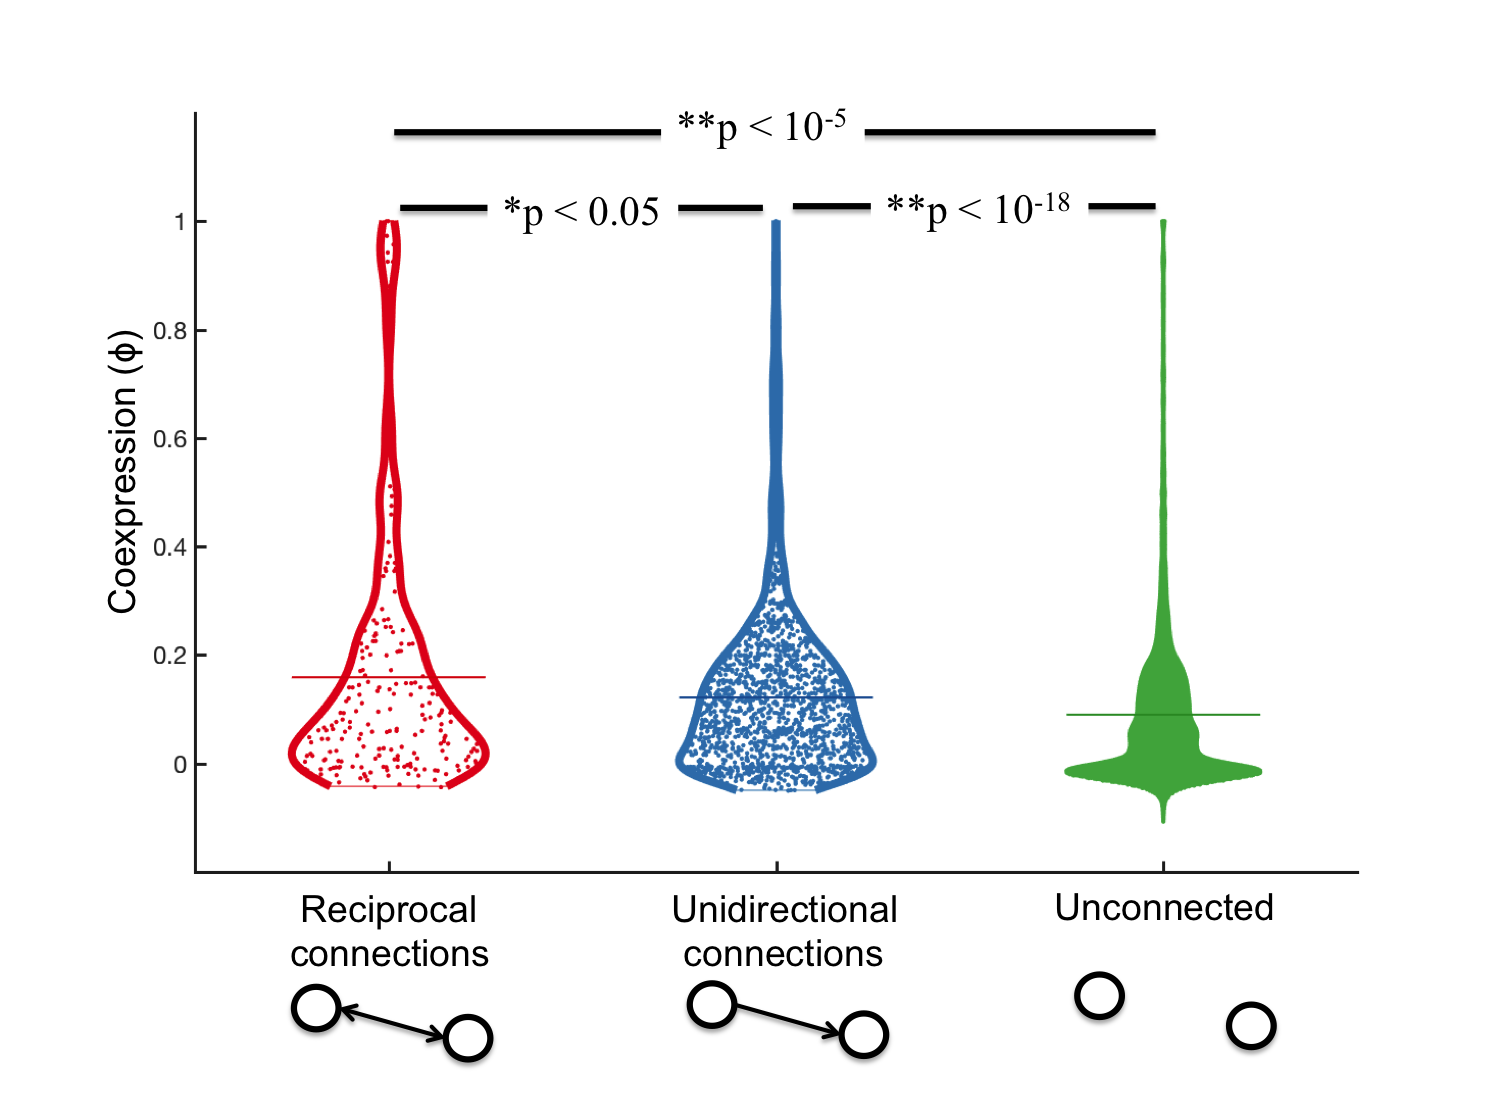 **p < 10⁻⁵
*p < 0.05
**p < 10⁻¹⁸
Coexpression (ϕ)
1
0.8
0.6
0.4
0.2
0
Reciprocal
connections
Unidirectional
connections
Unconnected